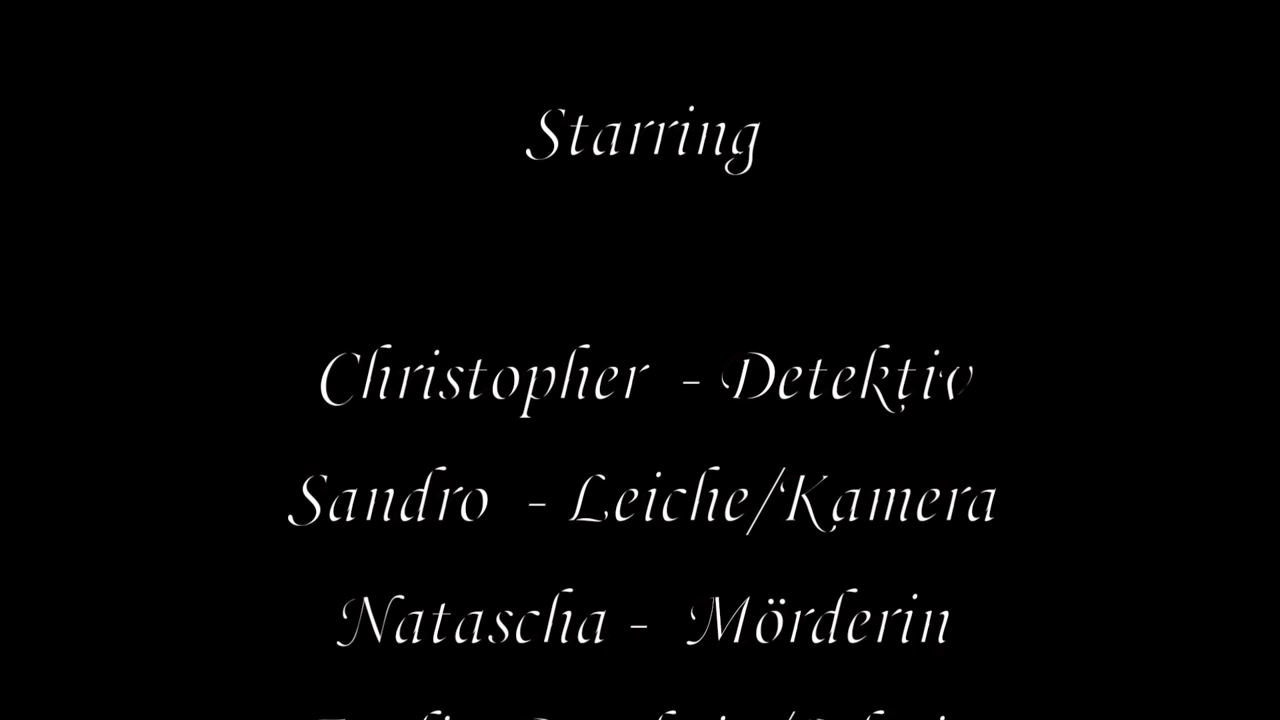 Starring
Christopher - Detektiv
Sandro - Leiche/Kamera
Natascha - Mörderin